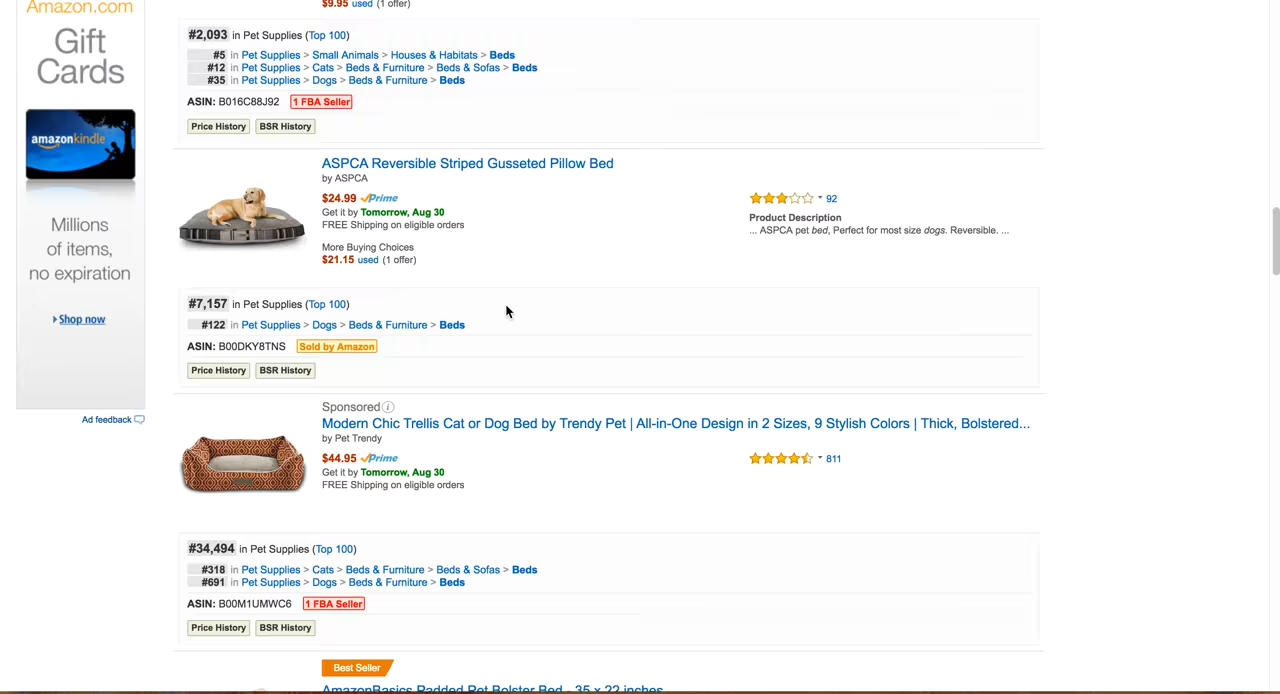 Amazon.com
Gift
Cards
amazonkindle
Millions
of items,
no expiration
Shop now
Ad feedback
$9.95 used (1 offer)
#2,093 in Pet Supplies (Top 100)
#5 in Pet Supplies > Small Animals > Houses & Habitats > Beds
#12 in Pet Supplies > Cats > Beds & Furniture > Beds & Sofas > Beds
#35 in Pet Supplies > Dogs > Beds & Furniture > Beds
ASIN: B016C88J92 1 FBA Seller
Price History BSR History
ASPCA Reversible Striped Gusseted Pillow Bed
by ASPCA
$24.99 Prime
Get it by Tomorrow, Aug 30
FREE Shipping on eligible orders
More Buying Choices
$21.15 used (1 offer)
92
Product Description
... ASPCA pet bed, Perfect for most size dogs. Reversible. ...
#7,157 in Pet Supplies (Top 100)
#122 in Pet Supplies > Dogs > Beds & Furniture > Beds
ASIN: B00DKY8TNS Sold by Amazon
Price History BSR History
Sponsored
Modern Chic Trellis Cat or Dog Bed by Trendy Pet | All-in-One Design in 2 Sizes, 9 Stylish Colors | Thick, Bolstered...
by Pet Trendy
$44.95 Prime
Get it by Tomorrow, Aug 30
FREE Shipping on eligible orders
811
#34,494 in Pet Supplies (Top 100)
#318 in Pet Supplies > Cats > Beds & Furniture > Beds & Sofas > Beds
#691 in Pet Supplies > Dogs > Beds & Furniture > Beds
ASIN: B00M1UMWC6 1 FBA Seller
Price History BSR History
Best Seller
AmazonBasics Padded Pet Bolster Bed - 35 x 22 inches